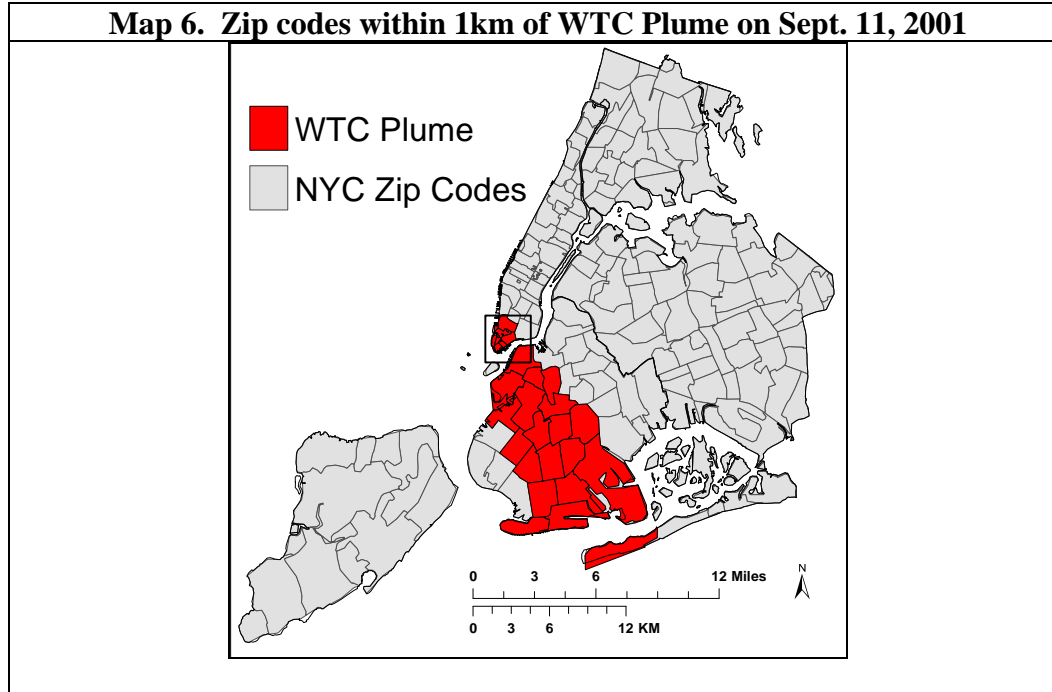 Map 6. Zip codes within 1km of WTC Plume on Sept. 11, 2001
WTC Plume
NYC Zip Codes
0 3 6 12 Miles
N
0 3 6 12 KM